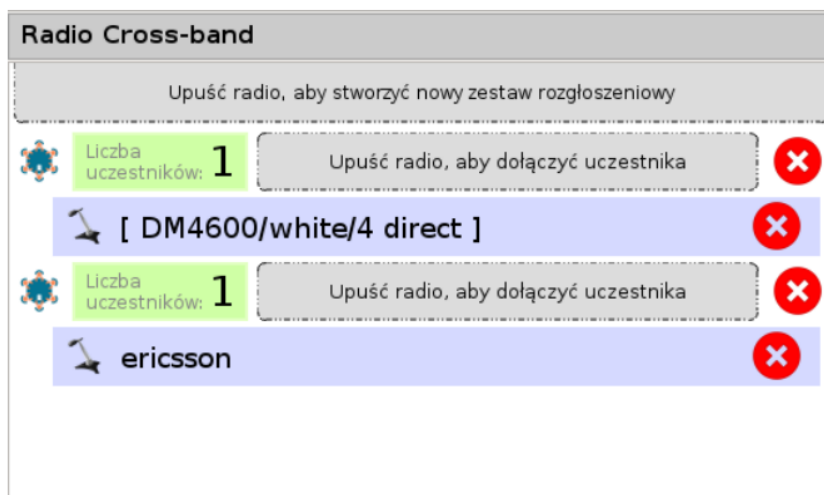 Radio Cross-band
Upuść radio, aby stworzyć nowy zestaw rozgłoszeniowy
Liczba
uczestników: 1
Upuść radio, aby dołączyć uczestnika
[ DM4600/white/4 direct ]
Liczba
uczestników: 1
Upuść radio, aby dołączyć uczestnika
ericsson